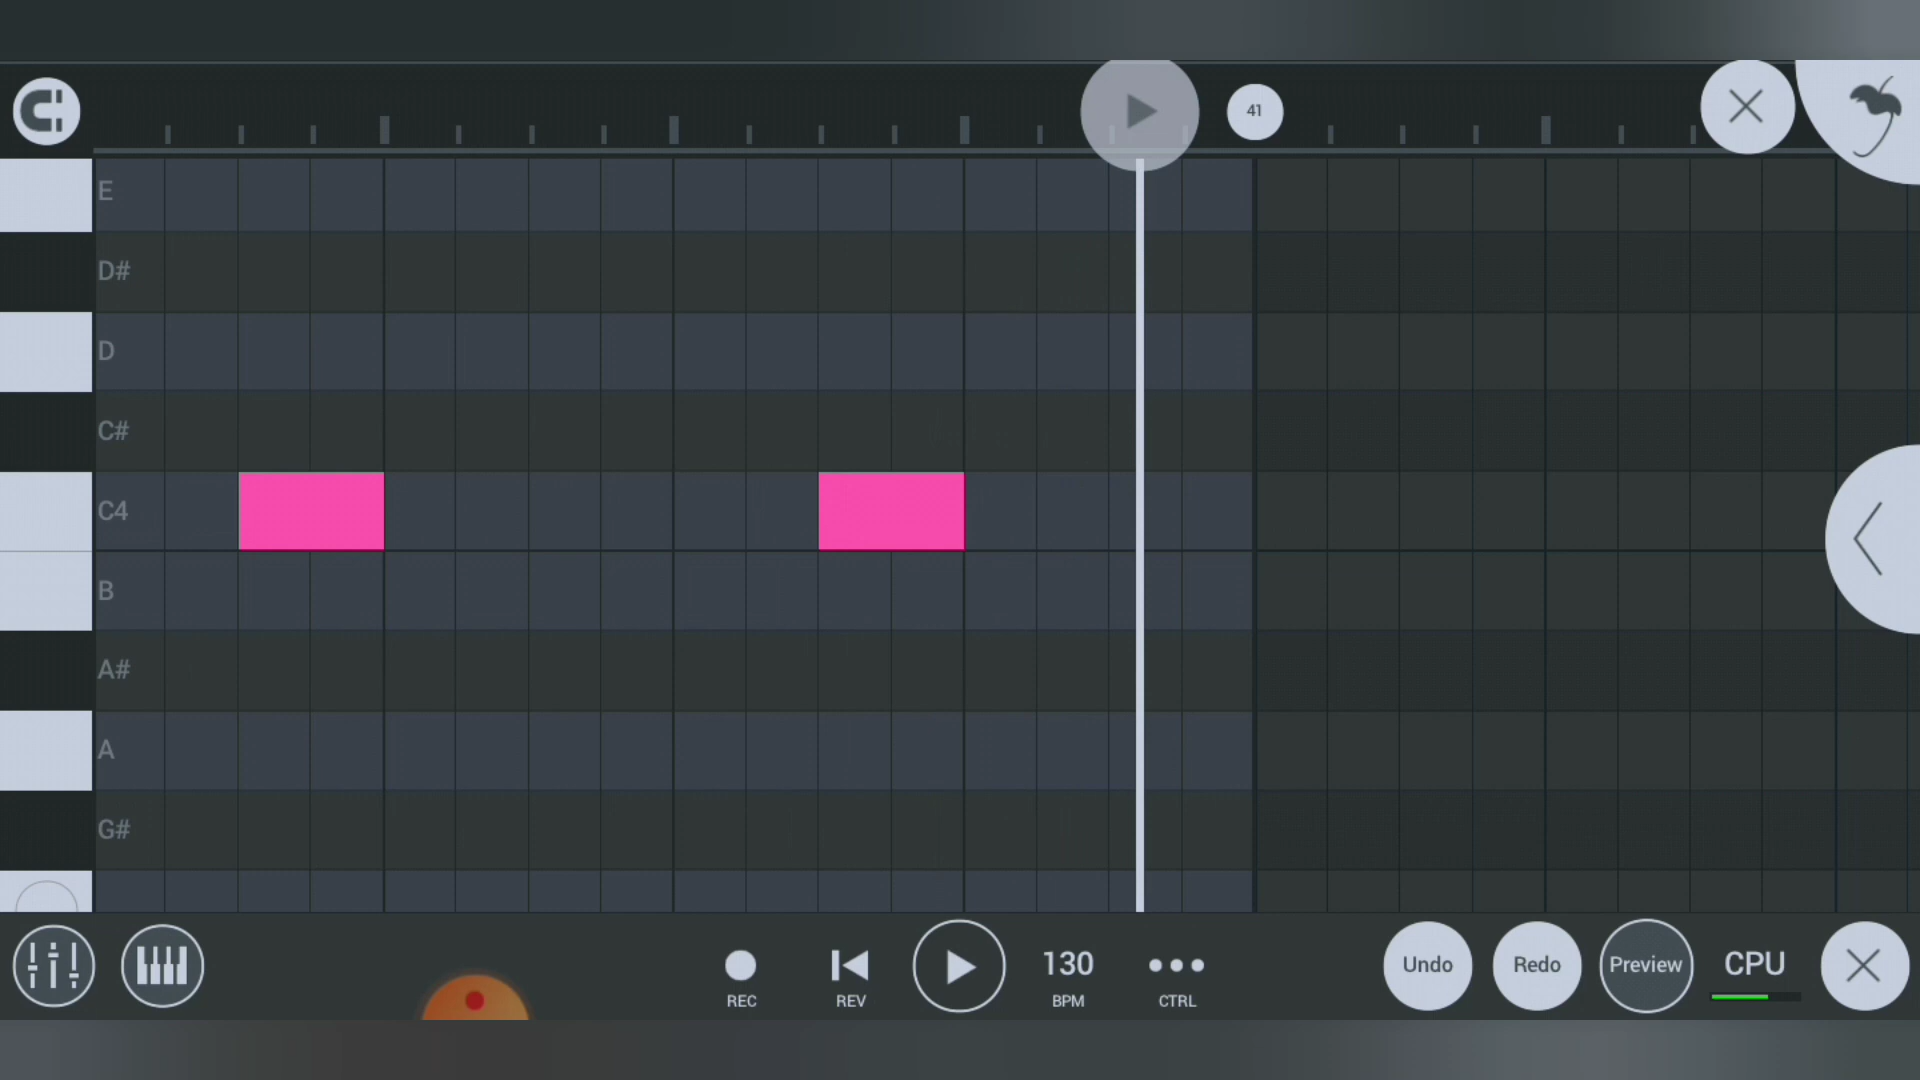 41
E
D#
D
C#
C4
B
A#
A
G#
REC
REV
130
BPM
CTRL
Undo
Redo
Preview
CPU